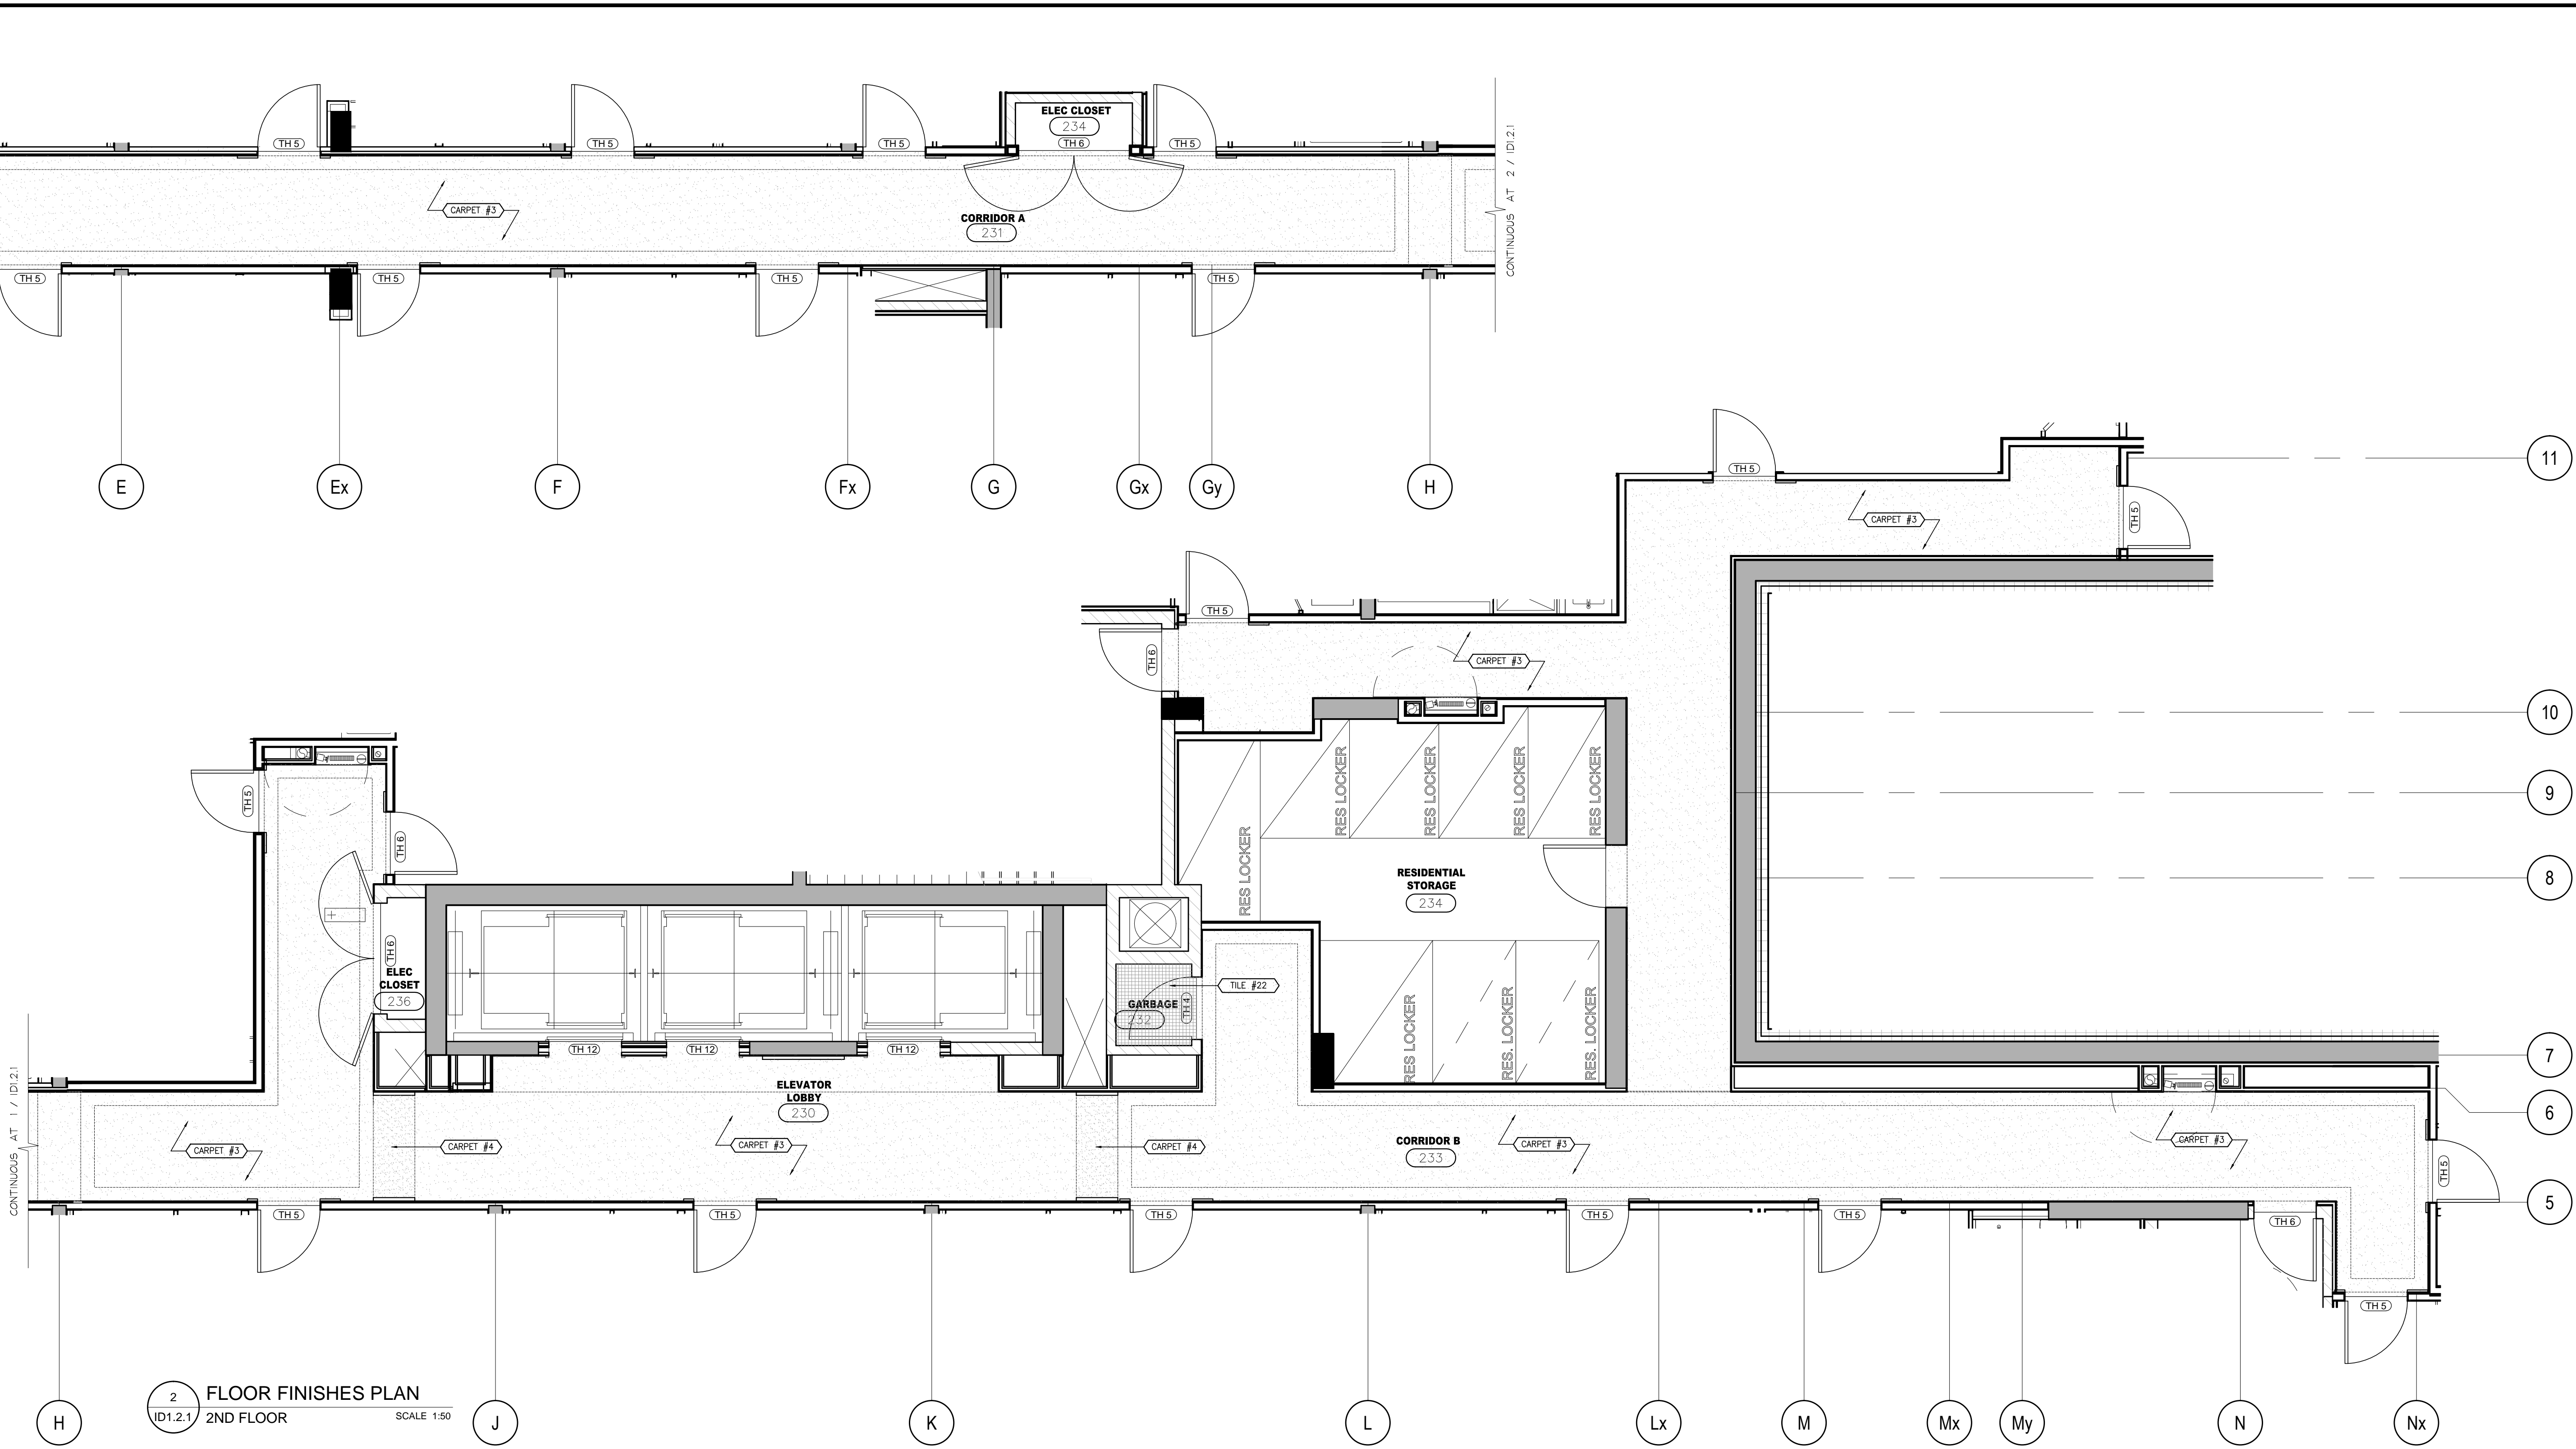 ELEC CLOSET
234
TH 5
TH 5
TH 5
TH 6
TH 5
CONTINUOUS AT 2 / ID1.2.1
CARPET #3
CORRIDOR A
231
TH 5
TH 5
TH 5
TH 5
E
Ex
F
Fx
G
Gx
Gy
H
11
TH 5
CARPET #3
TH 5
TH 5
TH 6
CARPET #3
10
RES LOCKER
RES LOCKER
RES LOCKER
RES LOCKER
RES LOCKER
9
TH 5
TH 6
RESIDENTIAL
STORAGE
234
8
TH 6
ELEC
CLOSET
236
TILE #22
GARBAGE
232
TH 4
RES LOCKER
RES. LOCKER
RES. LOCKER
TH 12
TH 12
TH 12
7
ELEVATOR
LOBBY
230
6
CONTINUOUS AT 1 / ID1.2.1
CARPET #3
CARPET #4
CARPET #3
CARPET #4
CORRIDOR B
233
CARPET #3
CARPET #3
TH 5
5
TH 5
TH 5
TH 5
TH 5
TH 5
TH 6
TH 5
2
FLOOR FINISHES PLAN
ID1.2.1
2ND FLOOR
SCALE 1:50
H
J
K
L
Lx
M
Mx
My
N
Nx